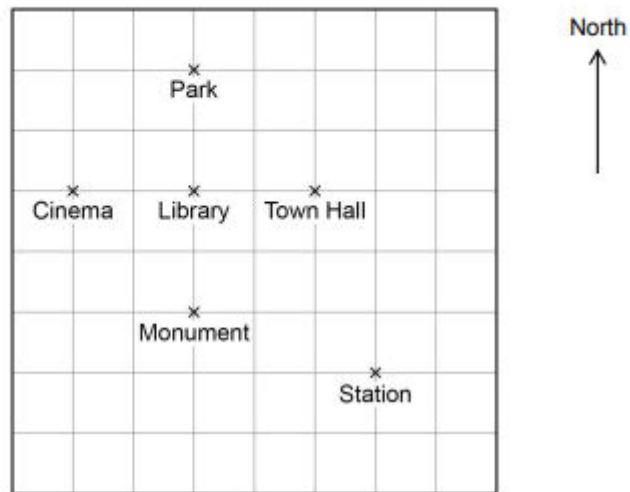 North
Park
Cinema
Library
Town Hall
Monument
Station